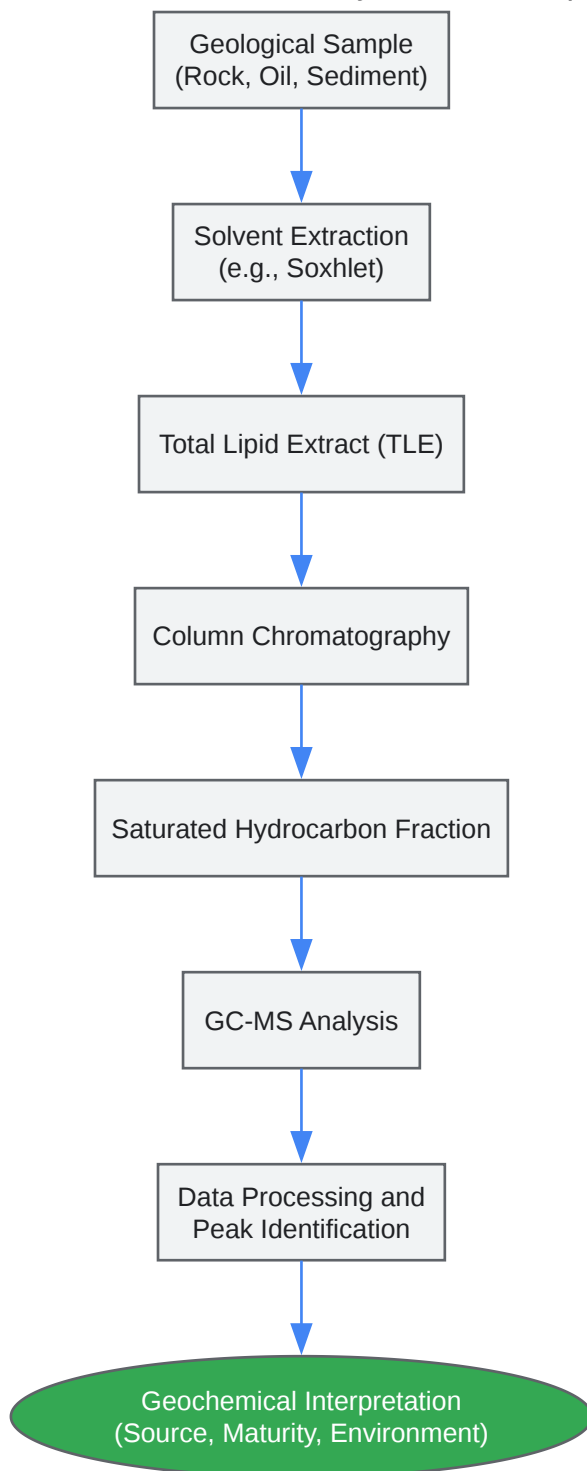 Geological Sample
(Rock, Oil, Sediment)
Solvent Extraction
(e.g., Soxhlet)
Total Lipid Extract (TLE)
Column Chromatography
Saturated Hydrocarbon Fraction
GC-MS Analysis
Data Processing and
Peak Identification
Geochemical Interpretation
(Source, Maturity, Environment)